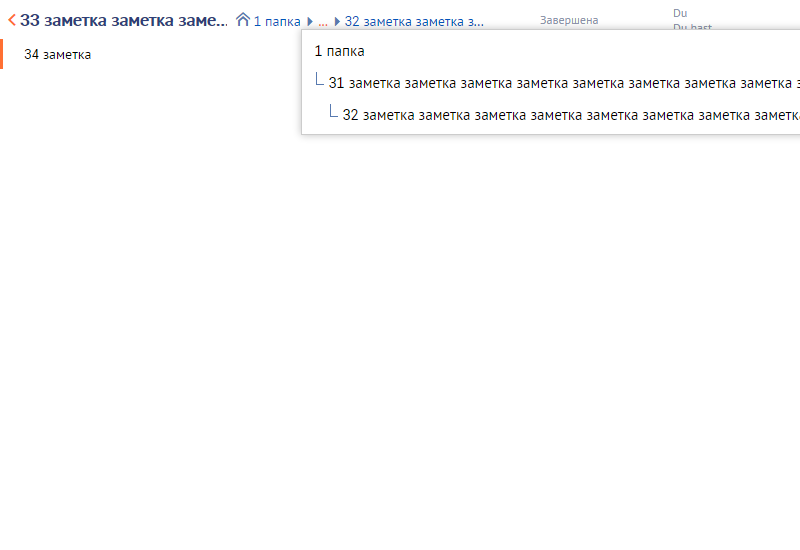 33 заметка заметка заме... 1 папка ... 32 заметка заметка з... Завершена Du
Du hast
34 заметка
1 папка
31 заметка заметка заметка заметка заметка заметка заметка заметка з
32 заметка заметка заметка заметка заметка заметка заметка заметка